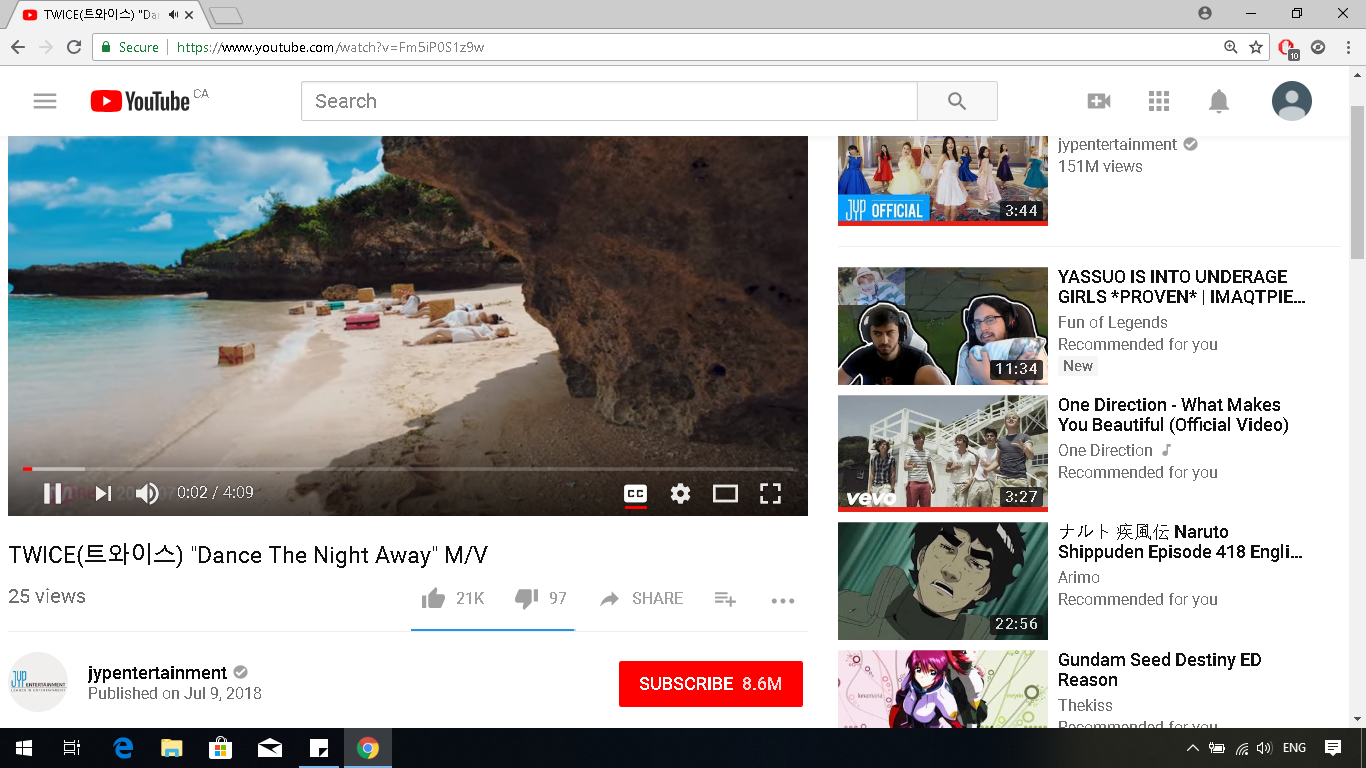 TWICE(트와이스) "Dan
Secure
https://www.youtube.com/watch?v=Fm5iP0S1z9w
10
YouTube CA
Search
jypentertainment
151M views
JYP OFFICIAL
3:44
YASSUO IS INTO UNDERAGE
GIRLS *PROVEN* | IMAQTPIE...
Fun of Legends
Recommended for you
New
11:34
One Direction - What Makes
You Beautiful (Official Video)
One Direction
Recommended for you
vevo
3:27
ナルト 疾風伝 Naruto
Shippuden Episode 418 Engli...
Arimo
Recommended for you
22:56
Gundam Seed Destiny ED
Reason
Thekiss
Recommended for you
0:02 / 4:09
CC
TWICE(트와이스) "Dance The Night Away" M/V
25 views
21K
97
SHARE
JYP ENTERTAINMENT
jypentertainment
Published on Jul 9, 2018
SUBSCRIBE 8.6M
ENG